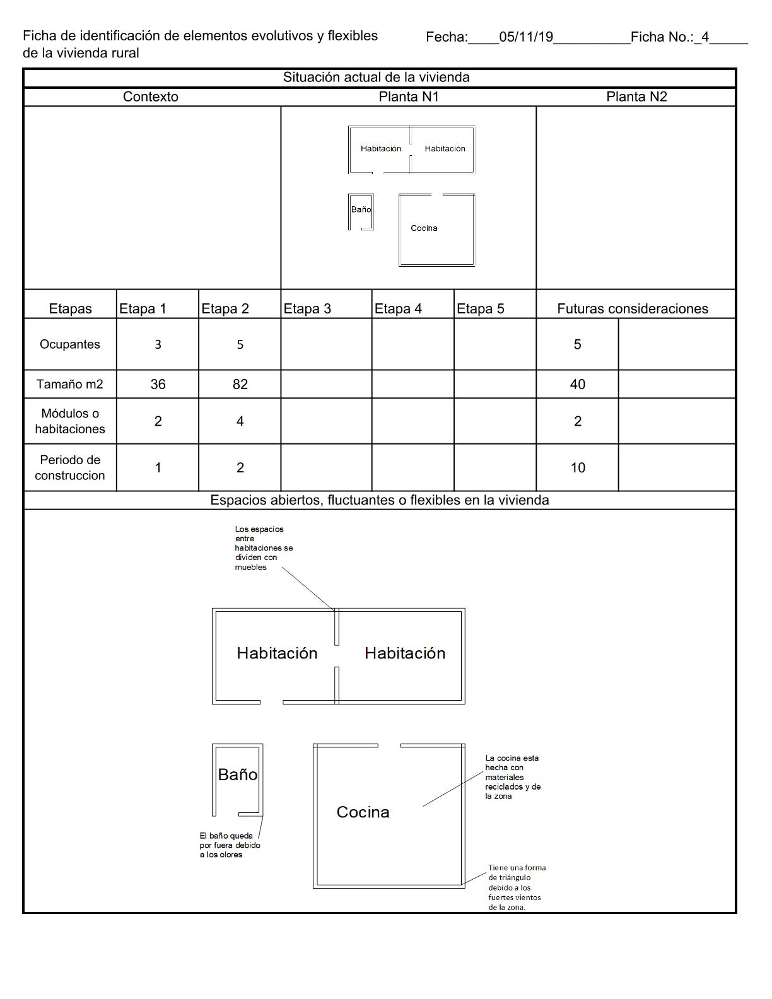 Ficha de identificación de elementos evolutivos y flexibles
de la vivienda rural
Fecha:____05/11/19__________Ficha No.:_4_____
Situación actual de la vivienda
Contexto Planta N1 Planta N2
Habitación Habitación
Baño
Cocina
Etapas Etapa 1 Etapa 2 Etapa 3 Etapa 4 Etapa 5 Futuras consideraciones
Ocupantes 3 5 5
Tamaño m2 36 82 40
Módulos o
habitaciones 2 4 2
Periodo de
construccion 1 2 10
Espacios abiertos, fluctuantes o flexibles en la vivienda
Los espacios
entre
habitaciones se
dividen con
muebles
Habitación Habitación
Baño
Cocina
La cocina esta
hecha con
materiales
reciclados y de
la zona
El baño queda
por fuera debido
a los olores
Tiene una forma
de triángulo
debido a los
fuertes vientos
de la zona.